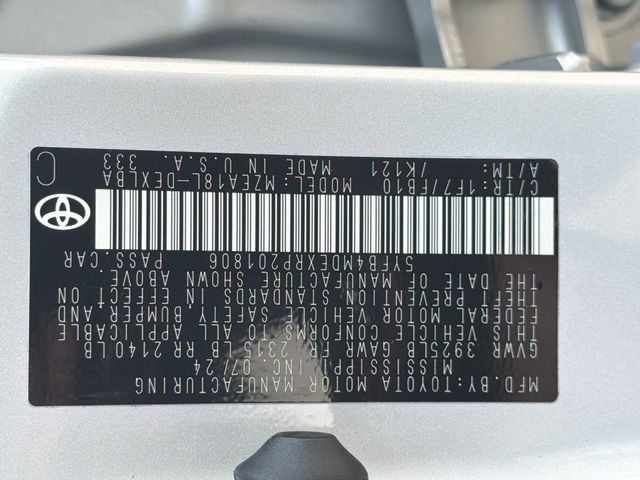 MFD.BY:TOYOTA MOTOR MANUFACTURING
MISSISSIPPI, INC. 07/24
GVWR 3925LB GAWR FR 2315 LB RR 2140LB
THIS VEHICLE CONFORMS TO ALL APPLICABLE
FEDERAL MOTOR VEHICLE SAFETY, BUMPER, AND
THEFT PREVENTION STANDARDS IN EFFECT ON
THE DATE OF MANUFACTURE SHOWN ABOVE.
5YFB4MDEXRP201806 PASS.CAR
C/TR: 1F7/FB10 MODEL: MZEA18L-DEXLBA
/K121 MADE IN U.S.A. 333
A/TM:
C